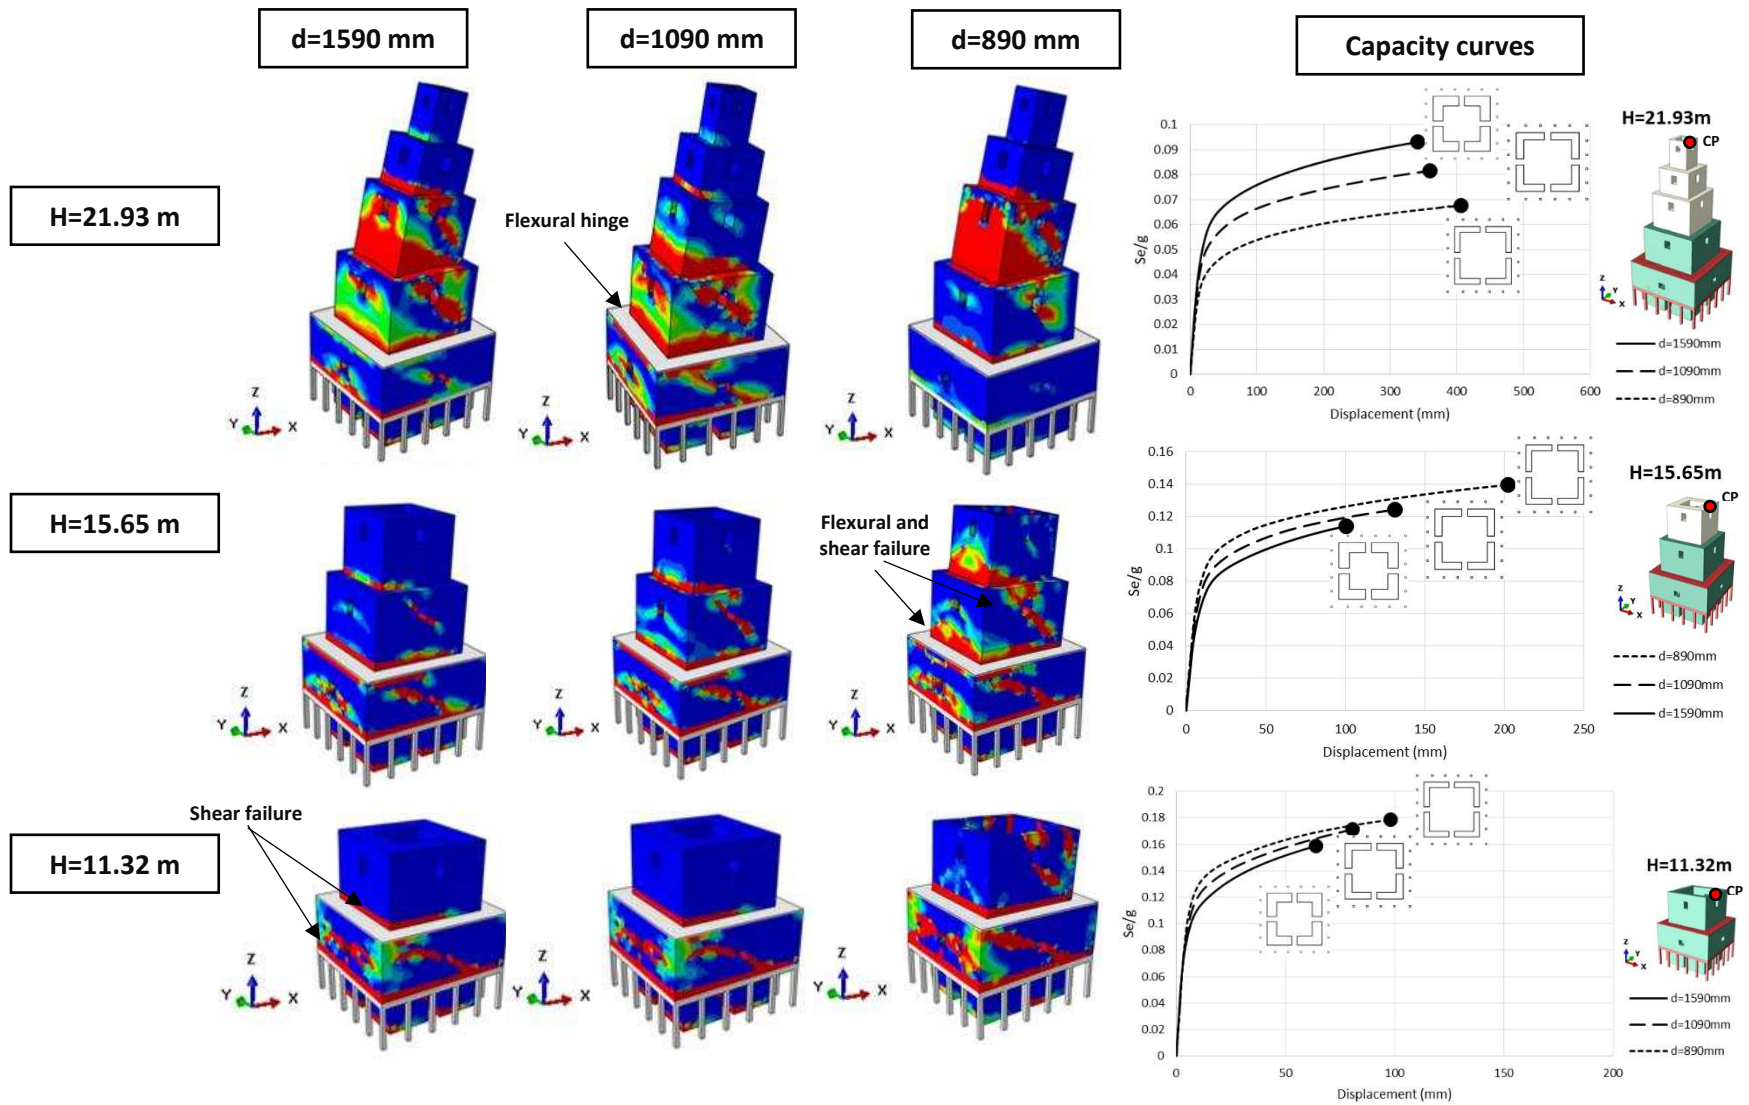 d=1590 mm
d=1090 mm
d=890 mm
Capacity curves
H=21.93 m
Flexural hinge
Z
Y
X
Z
Y
X
Z
Y
X
0.1
0.09
0.08
0.07
0.06
0.05
0.04
0.03
0.02
0.01
0
Se/g
0
100
200
300
400
500
600
Displacement (mm)
H=21.93m
CP
Z
Y
X
d=1590mm
d=1090mm
d=890mm
H=15.65 m
Flexural and
shear failure
Z
Y
X
Z
Y
X
Z
Y
X
0.16
0.14
0.12
0.1
0.08
0.06
0.04
0.02
0
Se/g
0
50
100
150
200
250
Displacement (mm)
H=15.65m
CP
Z
Y
X
d=890mm
d=1090mm
d=1590mm
H=11.32 m
Shear failure
Z
Y
X
Z
Y
X
Z
Y
X
0.2
0.18
0.16
0.14
0.12
0.1
0.08
0.06
0.04
0.02
0
Se/g
0
50
100
150
200
Displacement (mm)
H=11.32m
CP
Z
Y
X
d=1590mm
d=1090mm
d=890mm